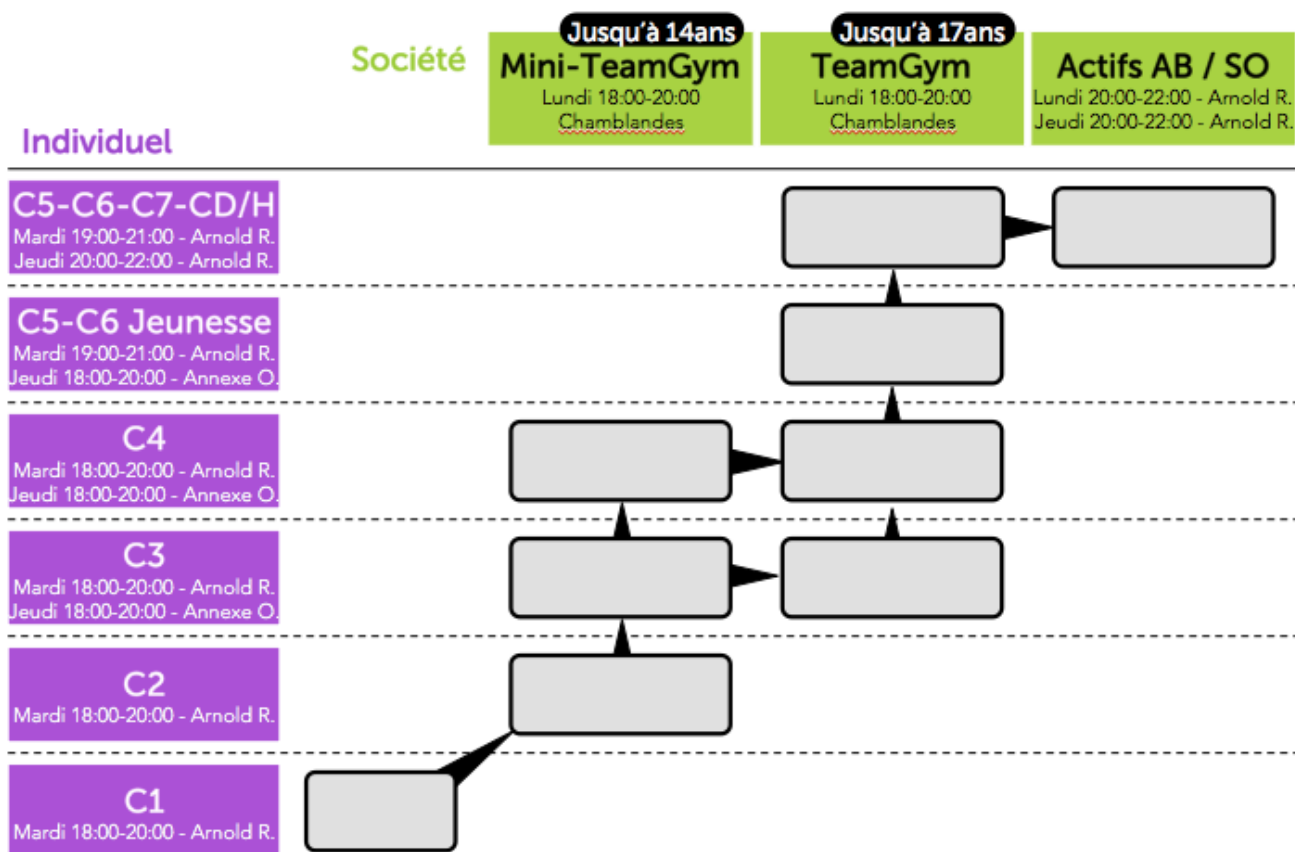 Société
Jusqu'à 14ans
Mini-TeamGym
Lundi 18:00-20:00
Chamblandes
Jusqu'à 17ans
TeamGym
Lundi 18:00-20:00
Chamblandes
Actifs AB / SO
Lundi 20:00-22:00 - Arnold R.
Jeudi 20:00-22:00 - Arnold R.
Individuel
C5-C6-C7-CD/H
Mardi 19:00-21:00 - Arnold R.
Jeudi 20:00-22:00 - Arnold R.
C5-C6 Jeunesse
Mardi 19:00-21:00 - Arnold R.
Jeudi 18:00-20:00 - Annexe O.
C4
Mardi 18:00-20:00 - Arnold R.
Jeudi 18:00-20:00 - Annexe O.
C3
Mardi 18:00-20:00 - Arnold R.
Jeudi 18:00-20:00 - Annexe O.
C2
Mardi 18:00-20:00 - Arnold R.
C1
Mardi 18:00-20:00 - Arnold R.